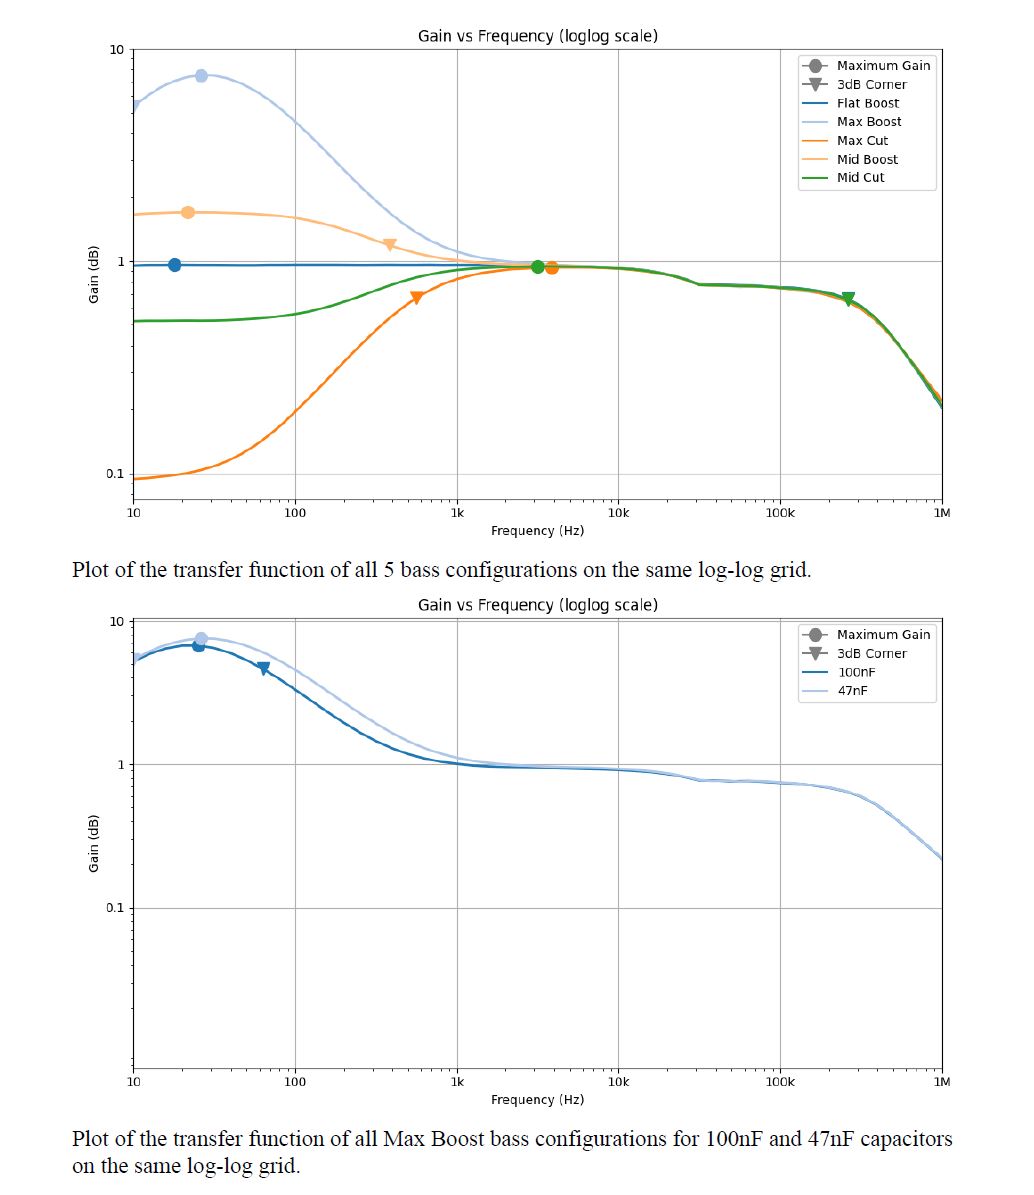 Gain vs Frequency (loglog scale)
10
1
0.1
Gain (dB)
Maximum Gain
3dB Corner
Flat Boost
Max Boost
Max Cut
Mid Boost
Mid Cut
10 100 1k 10k 100k 1M
Frequency (Hz)
Plot of the transfer function of all 5 bass configurations on the same log-log grid.
Gain vs Frequency (loglog scale)
10
1
0.1
Gain (dB)
Maximum Gain
3dB Corner
100nF
47nF
10 100 1k 10k 100k 1M
Frequency (Hz)
Plot of the transfer function of all Max Boost bass configurations for 100nF and 47nF capacitors
on the same log-log grid.